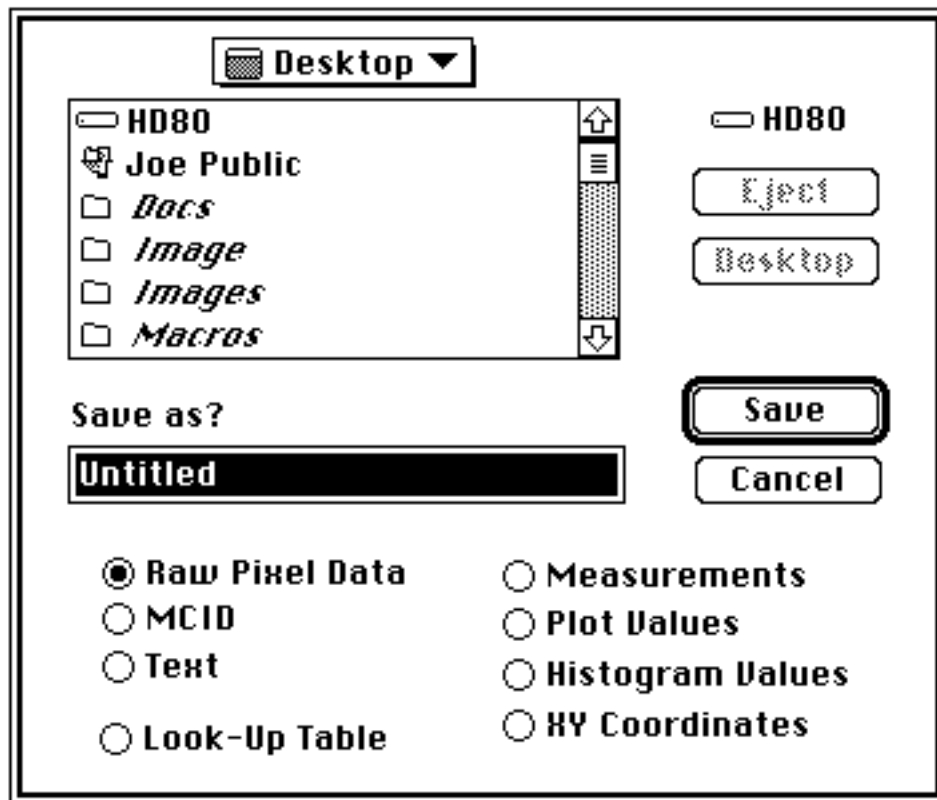 Desktop
HD80
Joe Public
Docs
Image
Images
Macros
HD80
Eject
Desktop
Save as?
Untitled
Save
Cancel
Raw Pixel Data
MCID
Text
Look-Up Table
Measurements
Plot Values
Histogram Values
XY Coordinates